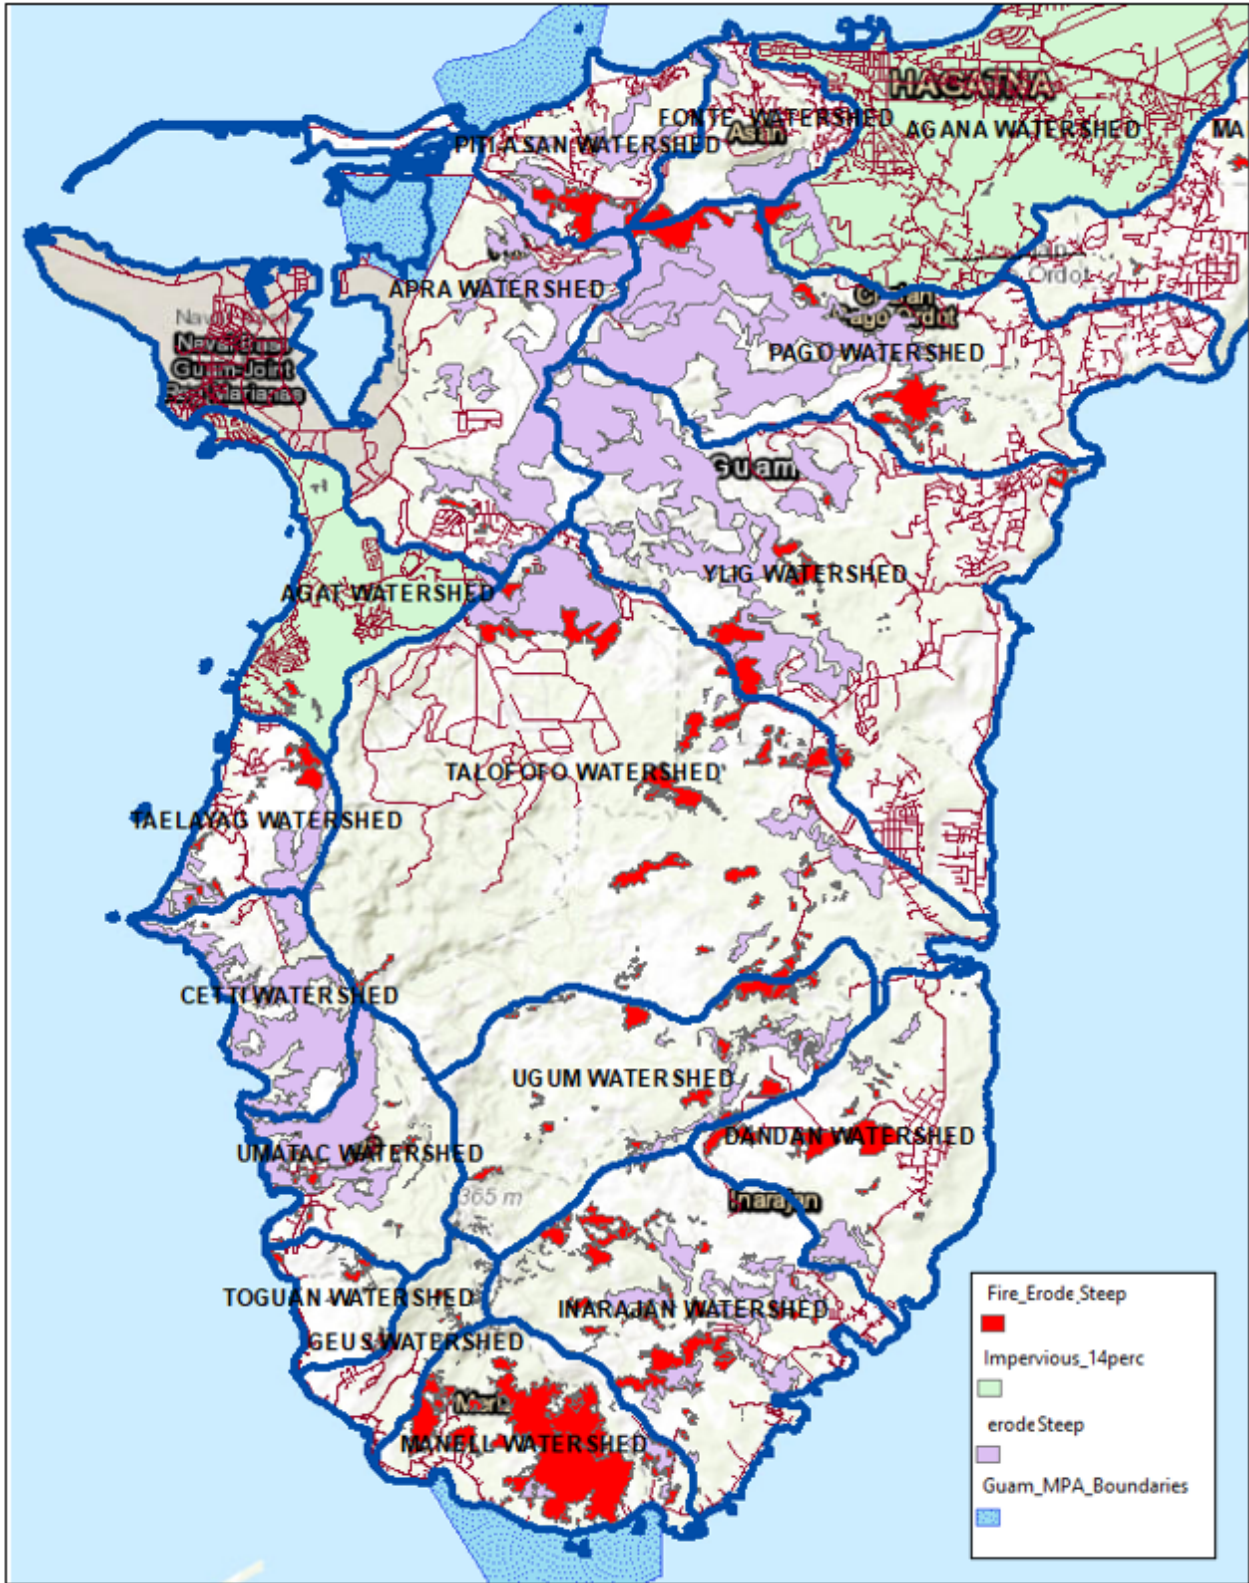 HAGATNA
FONTE WATERSHED
AGANA WATERSHED
MA
Asan
PITI-ASAN WATERSHED
Ordot
APRA WATERSHED
PAGO WATERSHED
Guam
YLIG WATERSHED
AGAT WATERSHED
TALOFOFO WATERSHED
TAELAYAG WATERSHED
CETTI WATERSHED
UGUM WATERSHED
DANDAN WATERSHED
UMATAC WATERSHED
365 m
Inarajan
TOGUAN WATERSHED
INARAJAN WATERSHED
GEUS WATERSHED
MANELL WATERSHED
Fire_Erode_Steep
Impervious_14perc
erodeSteep
Guam_MPA_Boundaries